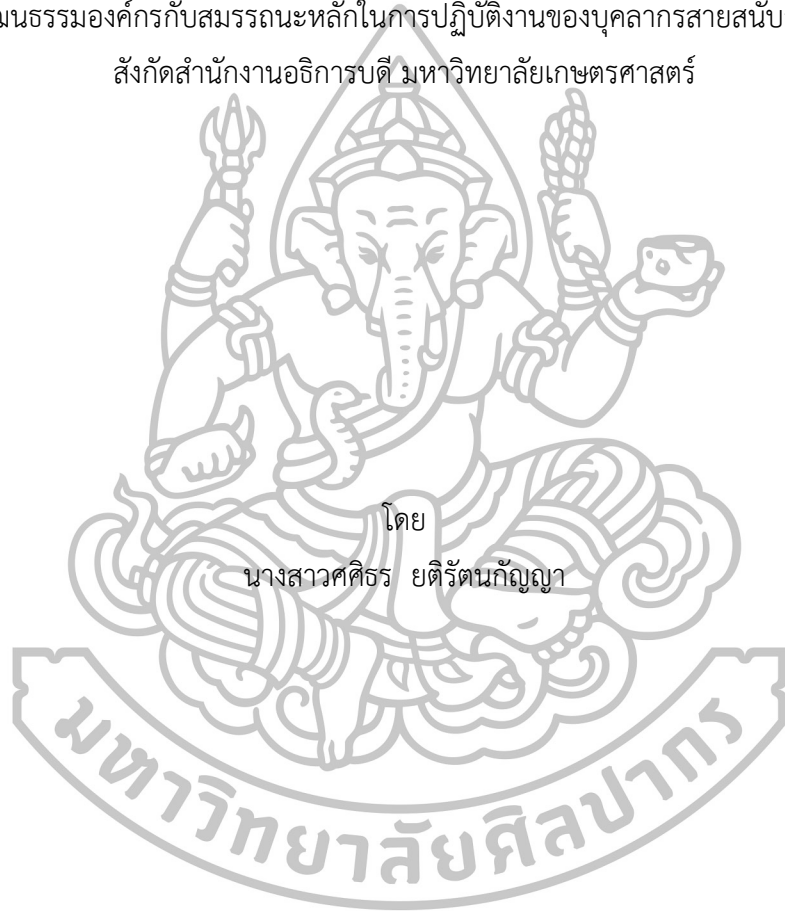 ฒนธรรมองค์กรกับสมรรถนะหลักในการปฏิบัติงานของบุคลากรสายสนับ
สังกัดสำนักงานอธิการบดี มหาวิทยาลัยเกษตรศาสตร์
โดย
นางสาวศศิธร ยติรัตนกัญญา
มหาวิทยาลัยศิลปากร